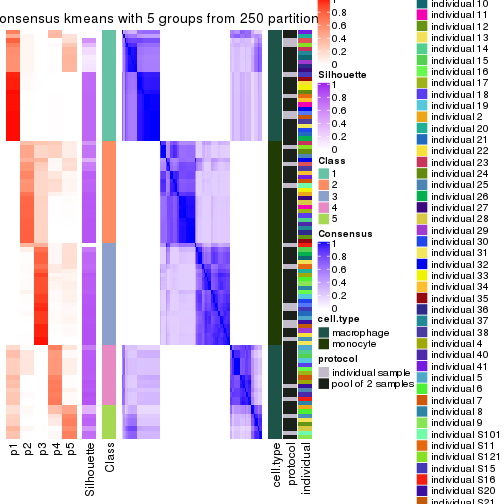 onsensus kmeans with 5 groups from 250 partition
0.8
0.6
0.4
0.2
0
Silhouette
1
0.8
0.6
0.4
0.2
0
Class
1
2
3
4
5
Consensus
1
0.8
0.6
0.4
0.2
0
cell.type
macrophage
monocyte
protocol
individual sample
pool of 2 samples
individual 10
individual 11
individual 12
individual 13
individual 14
individual 15
individual 16
individual 17
individual 18
individual 19
individual 2
individual 20
individual 21
individual 22
individual 23
individual 24
individual 25
individual 26
individual 27
individual 28
individual 29
individual 30
individual 31
individual 32
individual 33
individual 34
individual 35
individual 36
individual 37
individual 38
individual 4
individual 40
individual 41
individual 5
individual 6
individual 7
individual 8
individual 9
individual S101
individual S11
individual S121
individual S15
individual S16
individual S20
individual S21
p1
p2
p3
p4
p5
Silhouette
Class
cell.type
protocol
individual